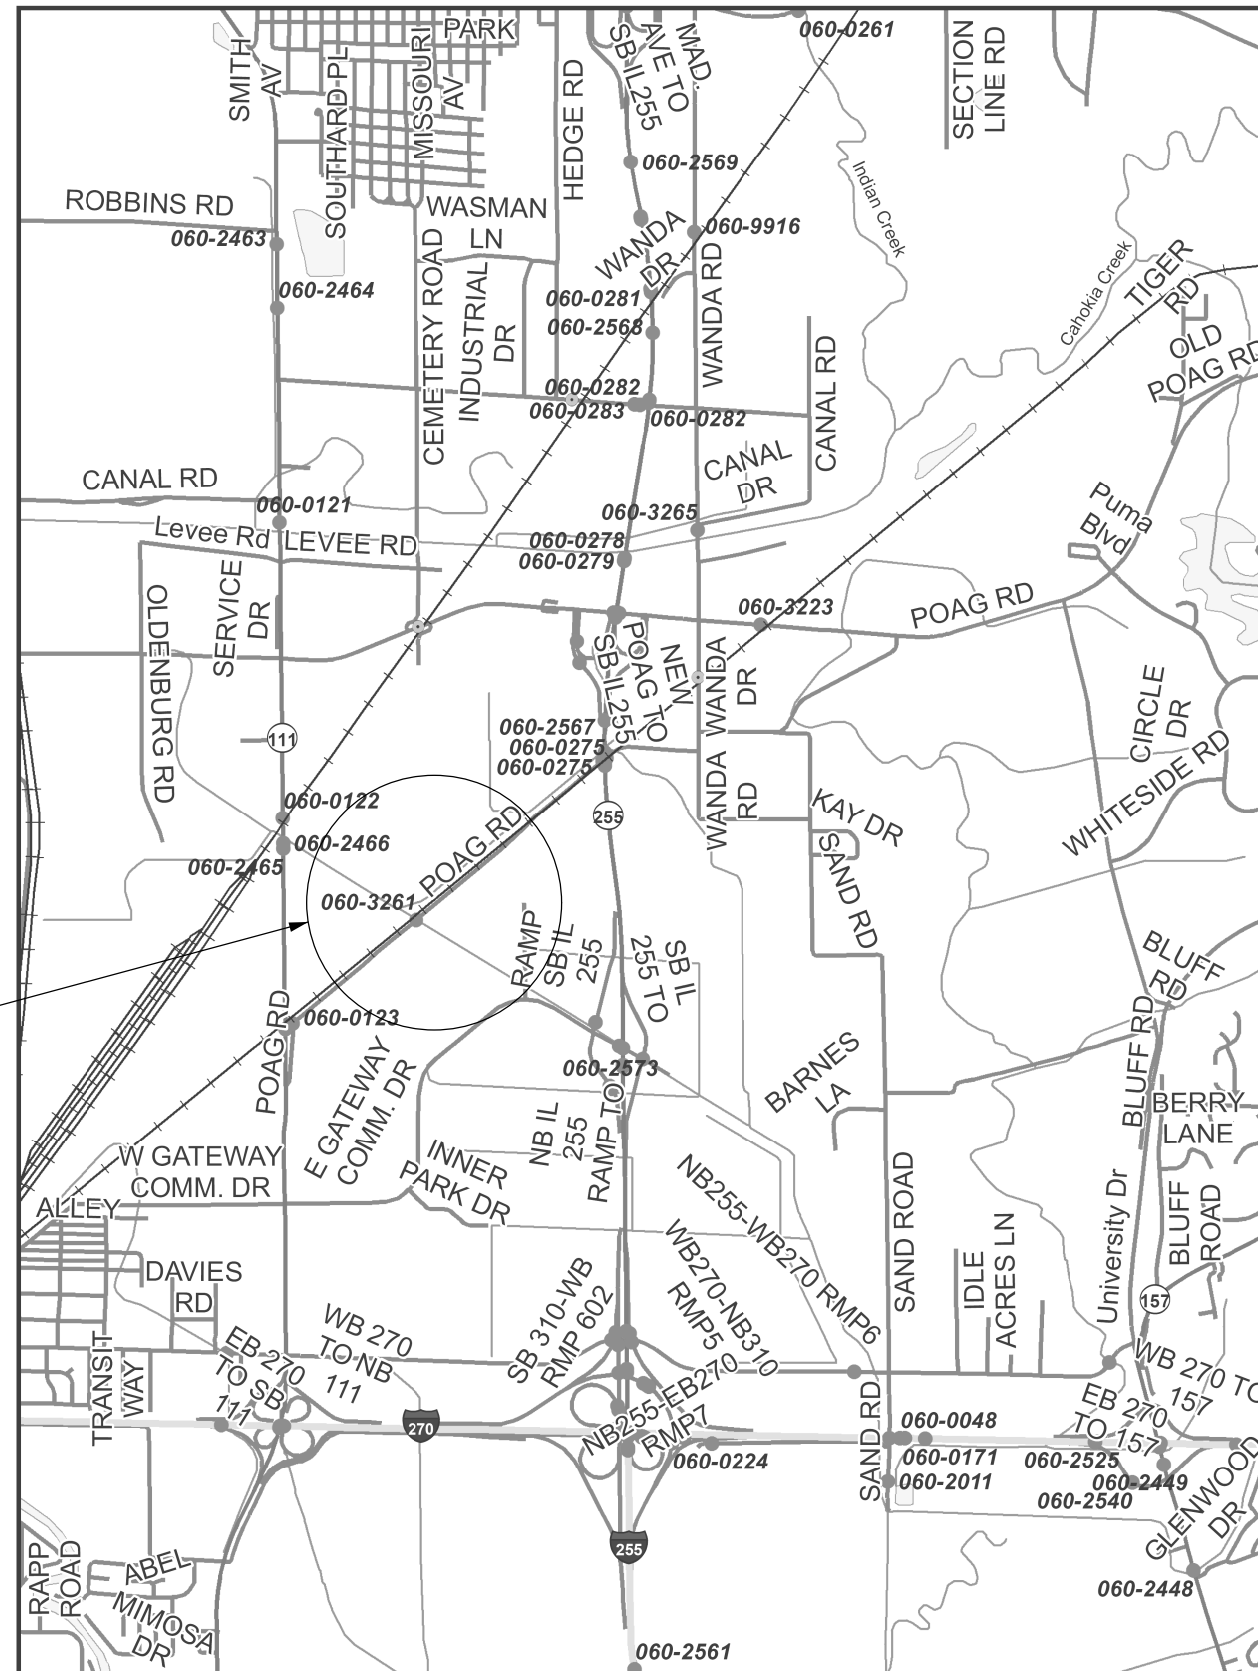 PARK
060-0261
SMITH
AV
SOUTHARD PL
MISSOURI
AV
HEDGE RD
MAD.
AVE TO
SB IL255
SECTION
LINE RD
060-2569
Indian Creek
ROBBINS RD
060-2463
WASMAN
LN
WANDA
DR
060-9916
060-2464
CEMETERY ROAD
INDUSTRIAL
DR
060-0281
060-2568
WANDA RD
Cahokia Creek
TIGER
RD
OLD
POAG RD
060-0282
060-0283
060-0282
CANAL RD
CANAL RD
CANAL
DR
060-0121
060-3265
Puma
Blvd
Levee Rd
LEVEE RD
060-0278
060-0279
OLDENBURG RD
SERVICE
DR
060-3223
POAG RD
POAG TO
SB IL255
NEW
WANDA
DR
WANDA
RD
CIRCLE
DR
WHITESIDE RD
060-2567
060-0275
060-0275
111
255
060-0122
060-2466
060-2465
KAY DR
SAND RD
POAG RD
060-3261
RAMP
SB IL
255
SB IL
255 TO
BLUFF
RD
060-0123
POAG RD
E GATEWAY
COMM. DR
060-2573
BARNES
LA
BLUFF RD
BERRY
LANE
NB IL
255
RAMP TO
W GATEWAY
COMM. DR
INNER
PARK DR
ALLEY
NB255-WB270 RMP6
SAND ROAD
University Dr
BLUFF
ROAD
IDLE
ACRES LN
WB270-NB310
RMP5
DAVIES
RD
157
TRANSIT
WAY
EB 270
TO SB
111
WB 270
TO NB
111
SB 310-WB
RMP 602
NB255-EB270
RMP7
WB 270 TO
157
EB 270
TO 157
270
SAND RD
060-0048
060-0171
060-0224
060-2011
060-2525
060-2449
060-2540
GLENWOOD
DR
255
RAPP
ROAD
ABEL
MIMOSA
DR
060-2448
060-2561